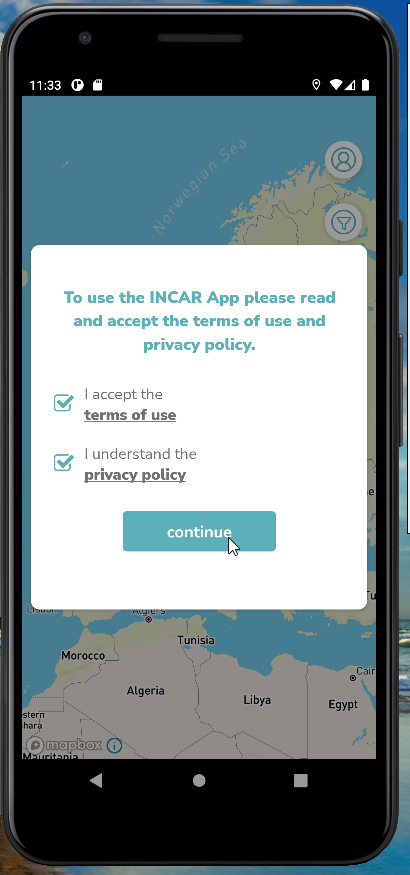 11:33
Norwegian Sea
To use the INCAR App please read
and accept the terms of use and
privacy policy.
I accept the
terms of use
I understand the
privacy policy
continue
Lisbon
Algiers
Tunisia
Morocco
Algeria
Libya
Cair
Egypt
stern
hara
mapbox
Mauritania